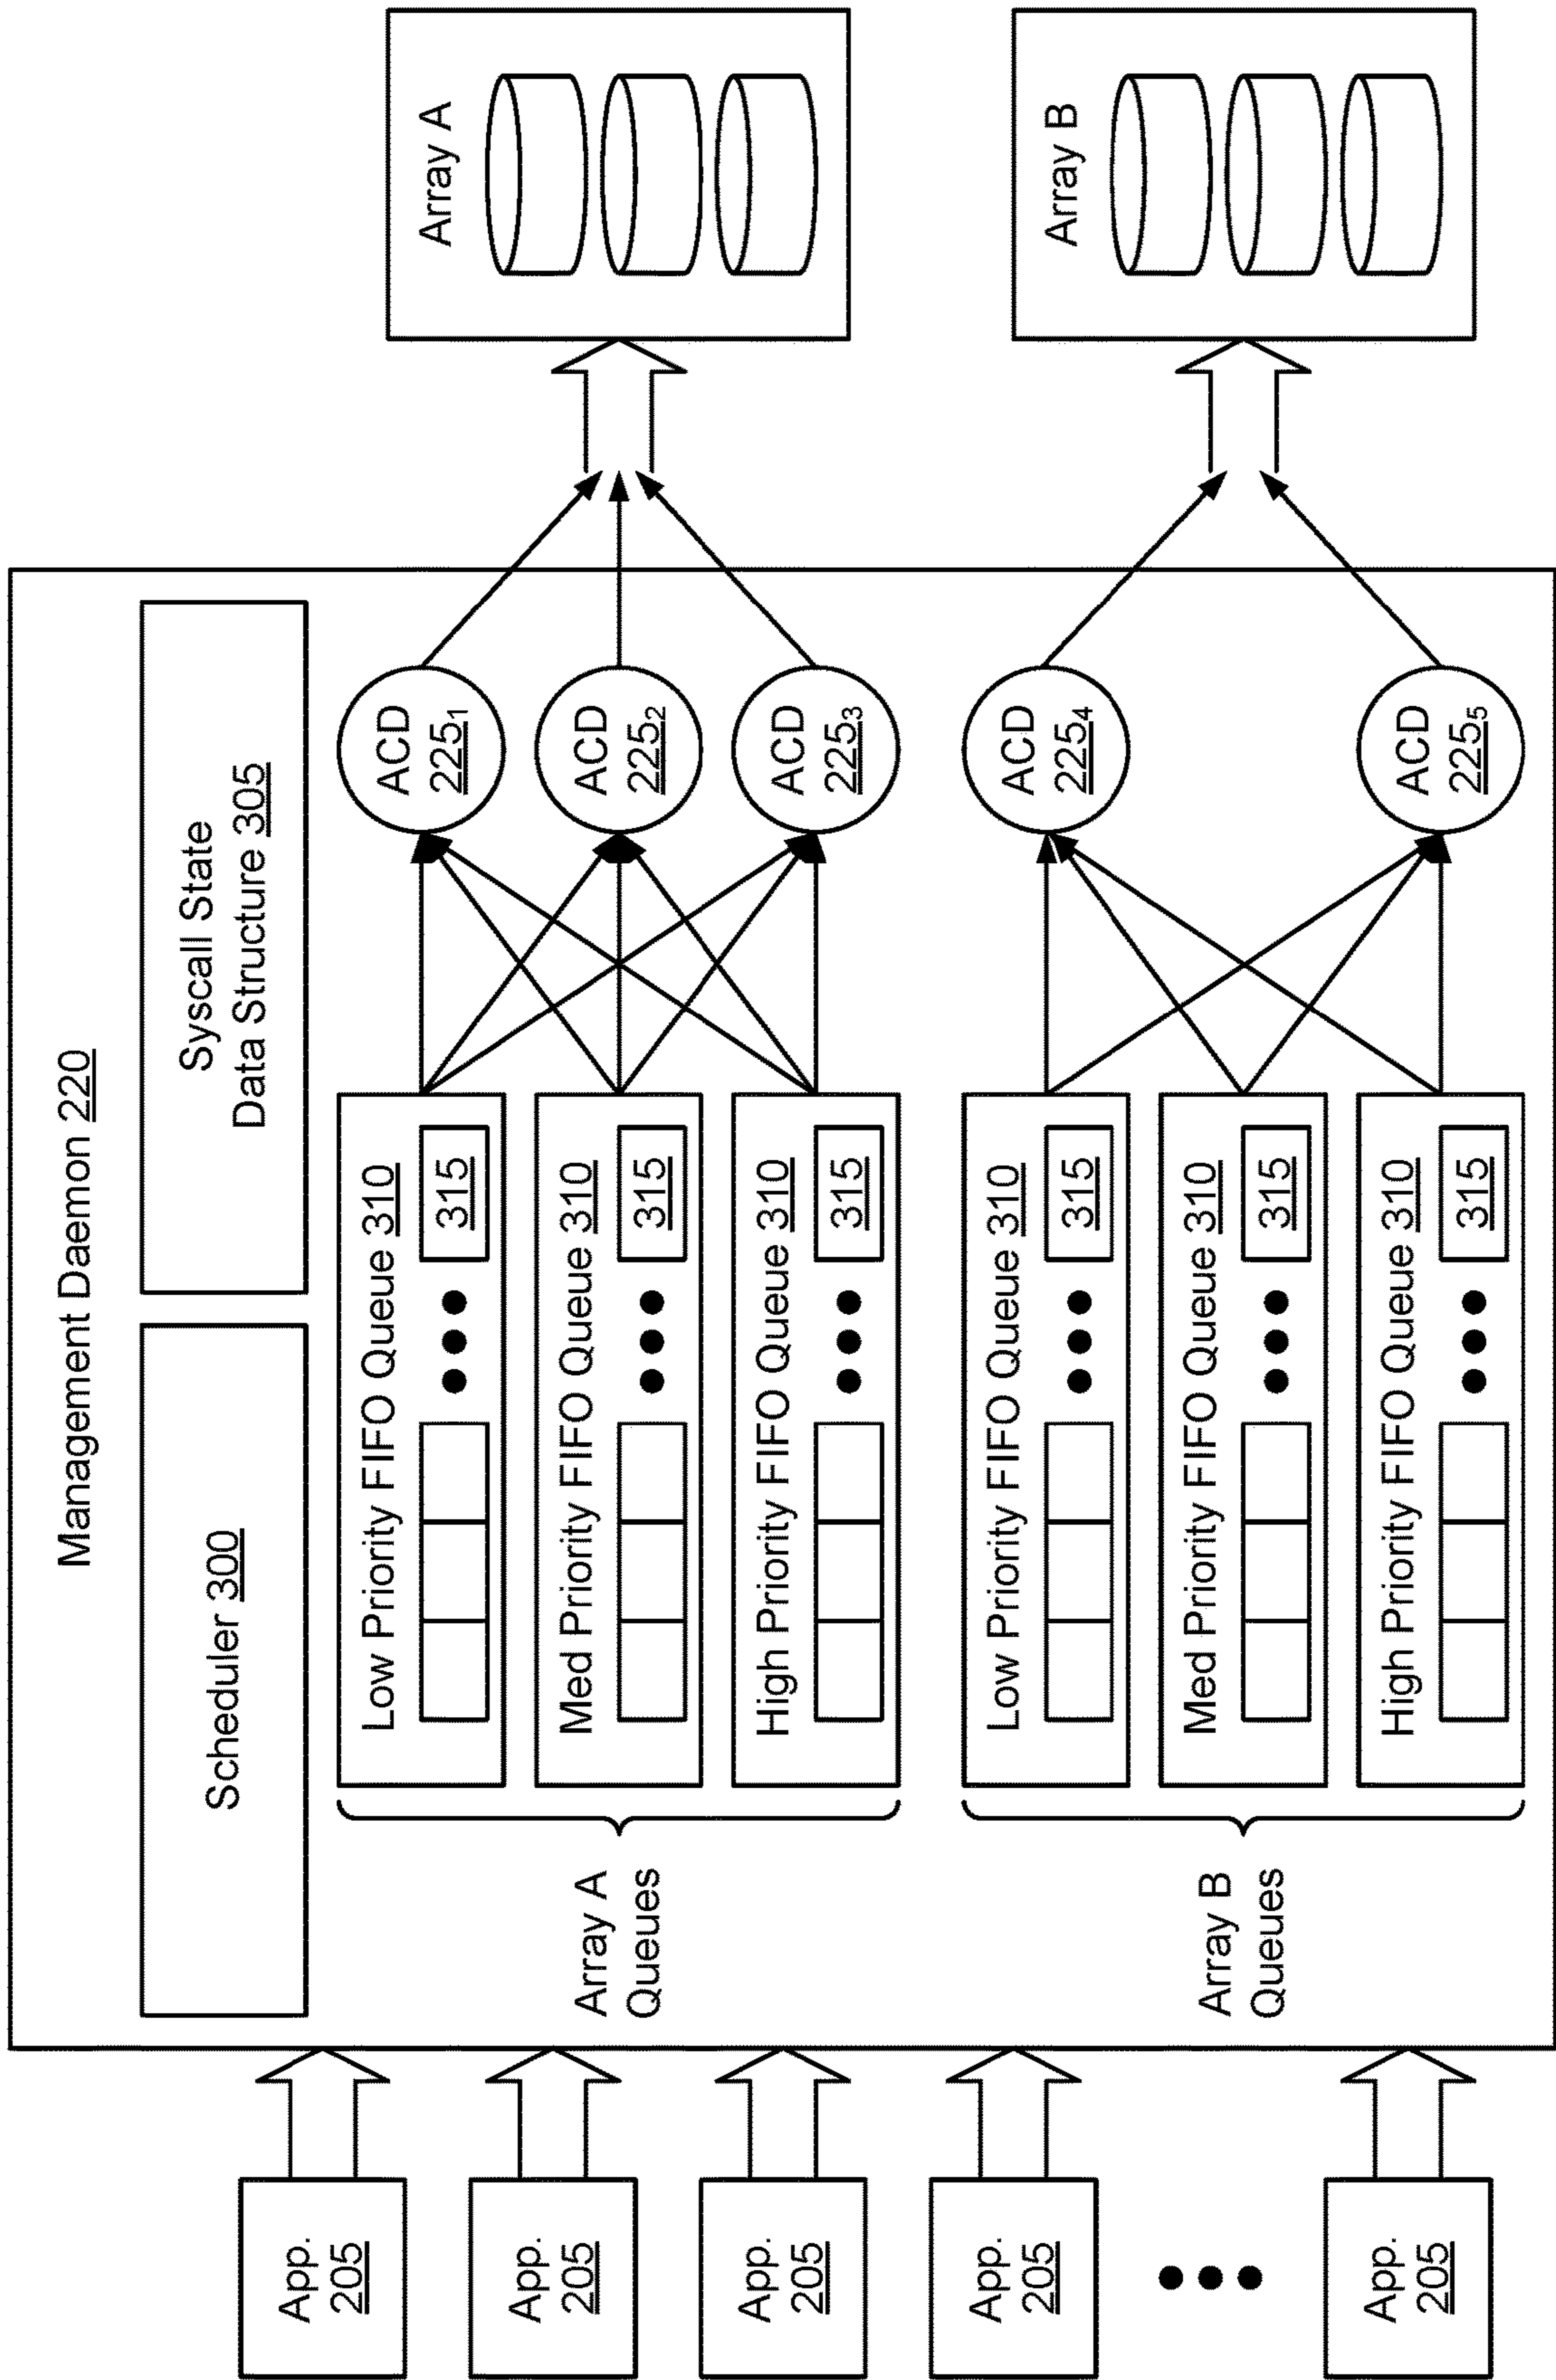 Management Daemon 220
Scheduler 300
Syscall State
Data Structure 305
App.
205
App.
205
App.
205
App.
205
App.
205
Array A
Queues
Low Priority FIFO Queue 310
315
Med Priority FIFO Queue 310
315
High Priority FIFO Queue 310
315
ACD
225₁
ACD
225₂
ACD
225₃
Array A
Array B
Queues
Low Priority FIFO Queue 310
315
Med Priority FIFO Queue 310
315
High Priority FIFO Queue 310
315
ACD
225₄
ACD
225₅
Array B